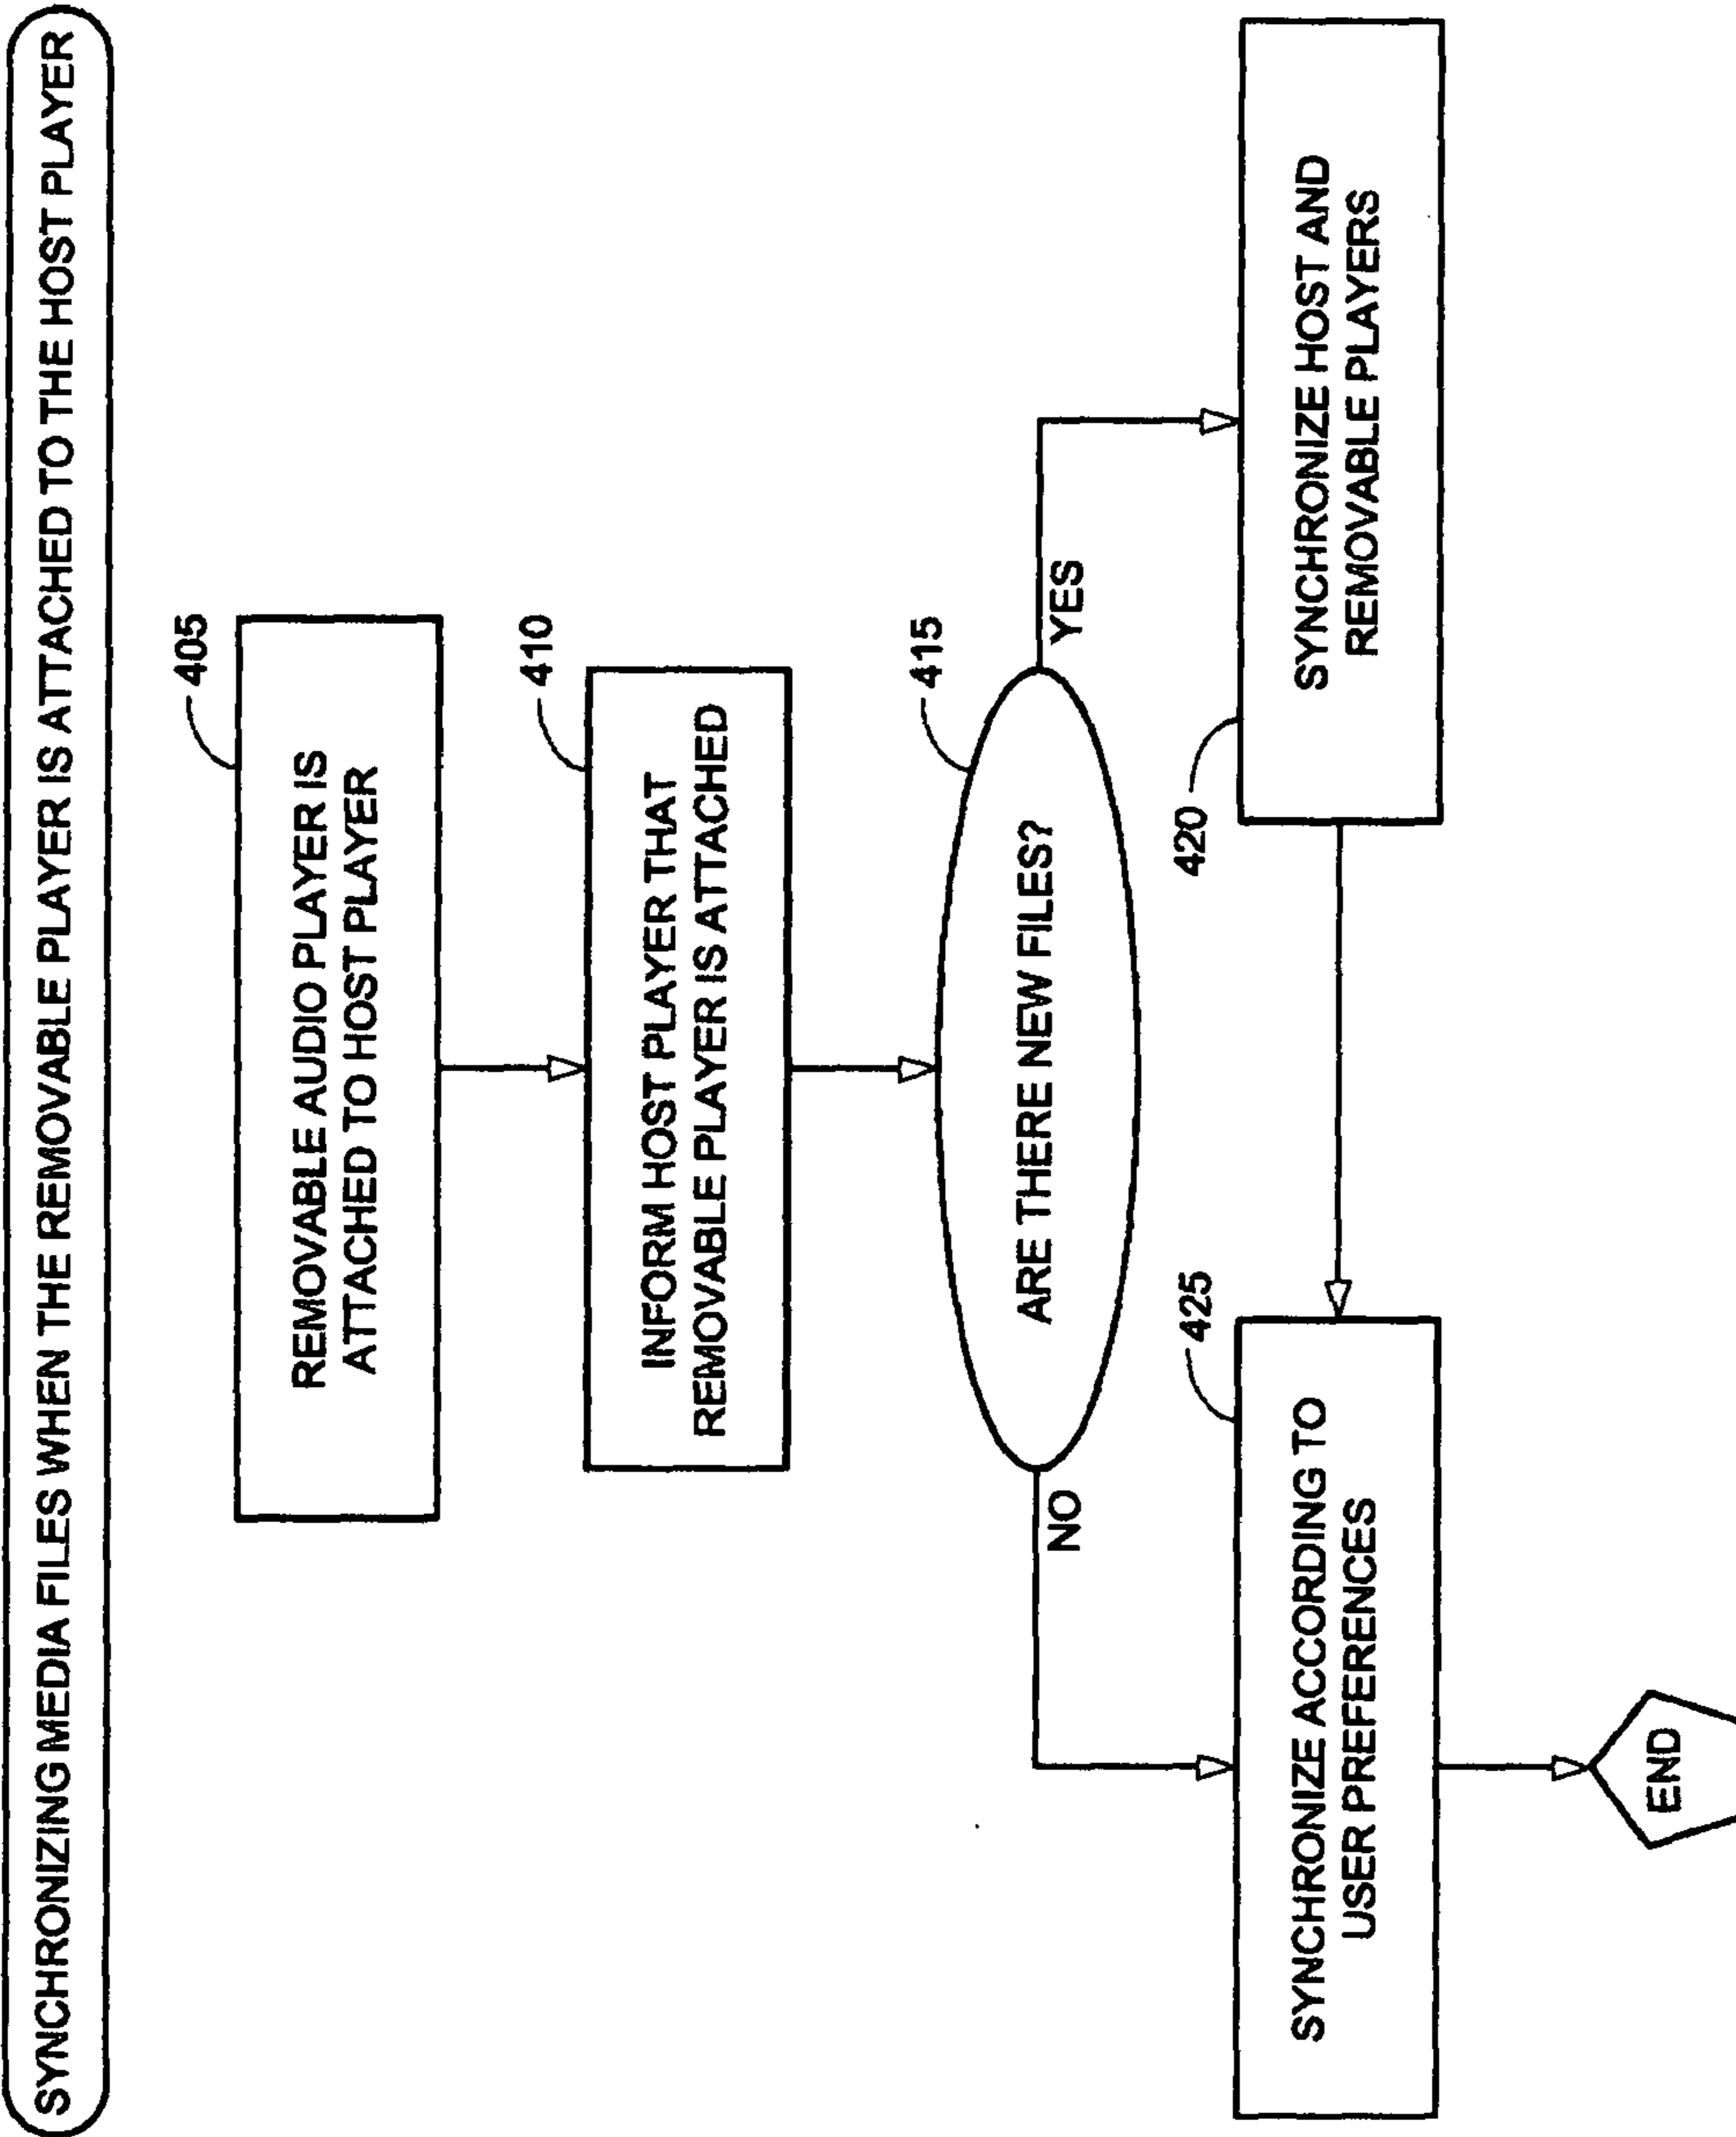 SYNCHRONIZING MEDIA FILES WHEN THE REMOVABLE PLAYER IS ATTACHED TO THE HOST PLAYER
405
REMOVABLE AUDIO PLAYER IS
ATTACHED TO HOST PLAYER
410
INFORM HOST PLAYER THAT
REMOVABLE PLAYER IS ATTACHED
415
ARE THERE NEW FILES?
NO
YES
425
SYNCHRONIZE ACCORDING TO
USER PREFERENCES
420
SYNCHRONIZE HOST AND
REMOVABLE PLAYERS
END